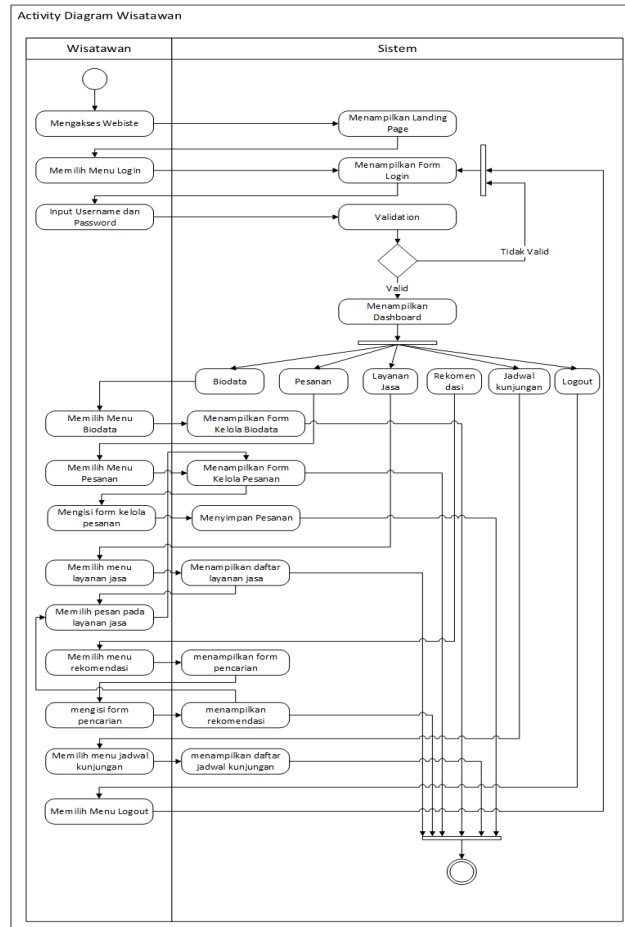 Activity Diagram Wisatawan
Wisatawan
Sistem
Mengakses Webiste
Menampilkan Landing
Page
Memilih Menu Login
Menampilkan Form
Login
Input Username dan
Password
Validation
Tidak Valid
Valid
Menampilkan
Dashboard
Biodata
Pesanan
Layanan
Jasa
Rekomen
dasi
Jadwal
kunjungan
Logout
Memilih Menu
Biodata
Menampilkan Form
Kelola Biodata
Memilih Menu
Pesanan
Menampilkan Form
Kelola Pesanan
Mengisi form kelola
pesanan
Menyimpan Pesanan
Memilih menu
layanan jasa
Menampilkan daftar
layanan jasa
Memilih pesan pada
layanan jasa
Memilih menu
rekomendasi
menampilkan form
pencarian
mengisi form
pencarian
menampilkan
rekomendasi
Memilih menu jadwal
kunjungan
menampilkan daftar
jadwal kunjungan
Memilih Menu Logout